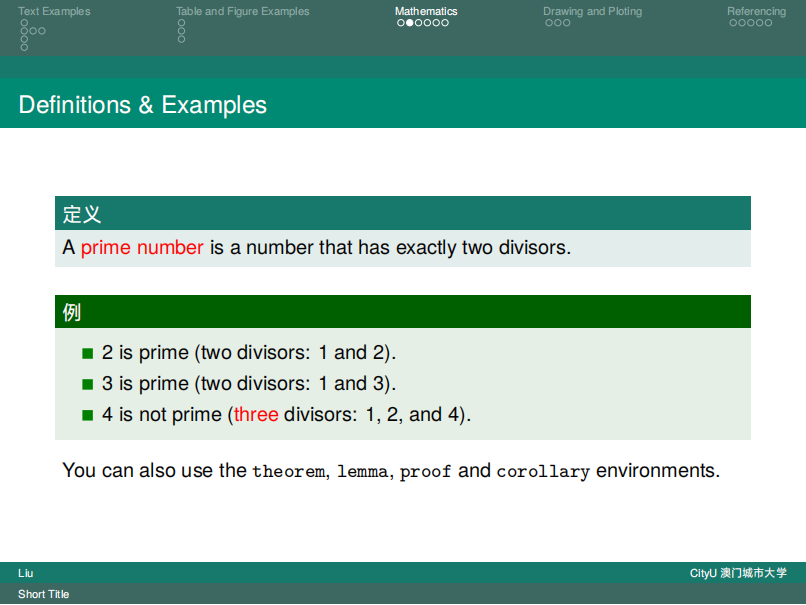 Text Examples
Table and Figure Examples
Mathematics
Drawing and Ploting
Referencing
Definitions & Examples
定义
A prime number is a number that has exactly two divisors.
例
2 is prime (two divisors: 1 and 2).
3 is prime (two divisors: 1 and 3).
4 is not prime (three divisors: 1, 2, and 4).
You can also use the theorem, lemma, proof and corollary environments.
Liu
CityU 澳门城市大学
Short Title